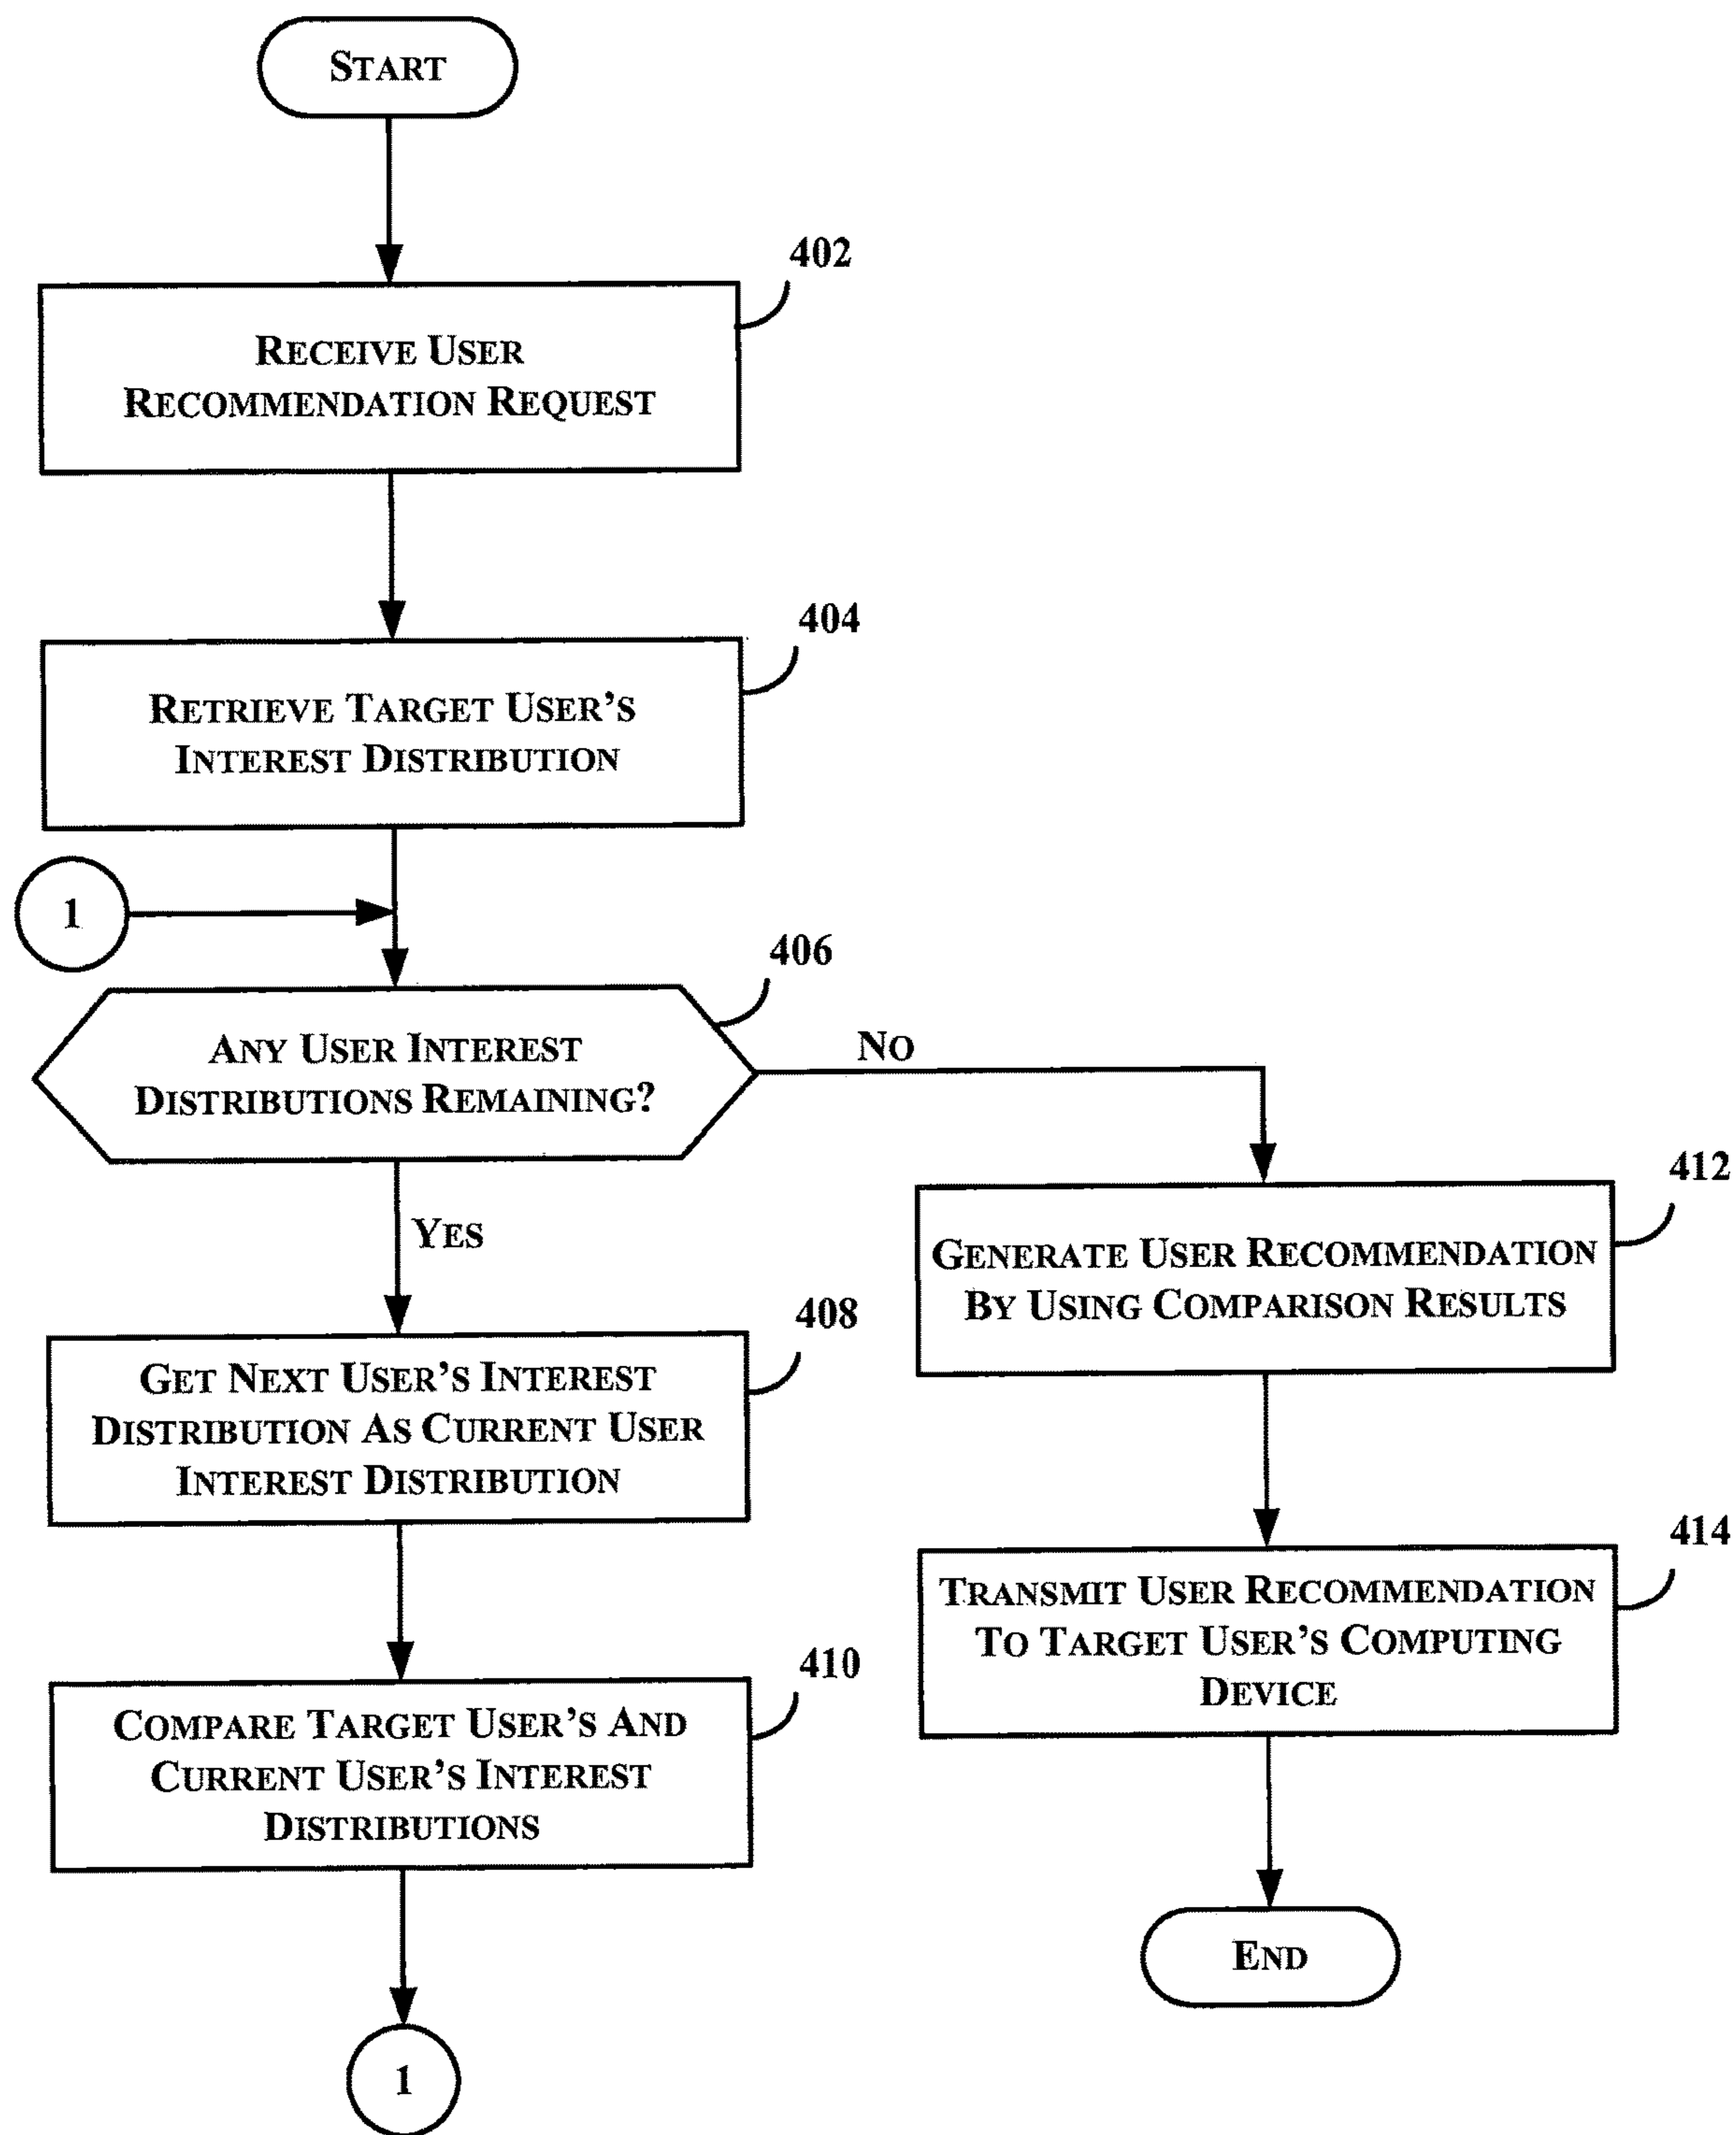 START
402
RECEIVE USER
RECOMMENDATION REQUEST
404
RETRIEVE TARGET USER'S
INTEREST DISTRIBUTION
1
406
ANY USER INTEREST
DISTRIBUTIONS REMAINING?
NO
YES
408
GET NEXT USER'S INTEREST
DISTRIBUTION AS CURRENT USER
INTEREST DISTRIBUTION
410
COMPARE TARGET USER'S AND
CURRENT USER'S INTEREST
DISTRIBUTIONS
1
412
GENERATE USER RECOMMENDATION
BY USING COMPARISON RESULTS
414
TRANSMIT USER RECOMMENDATION
TO TARGET USER'S COMPUTING
DEVICE
END